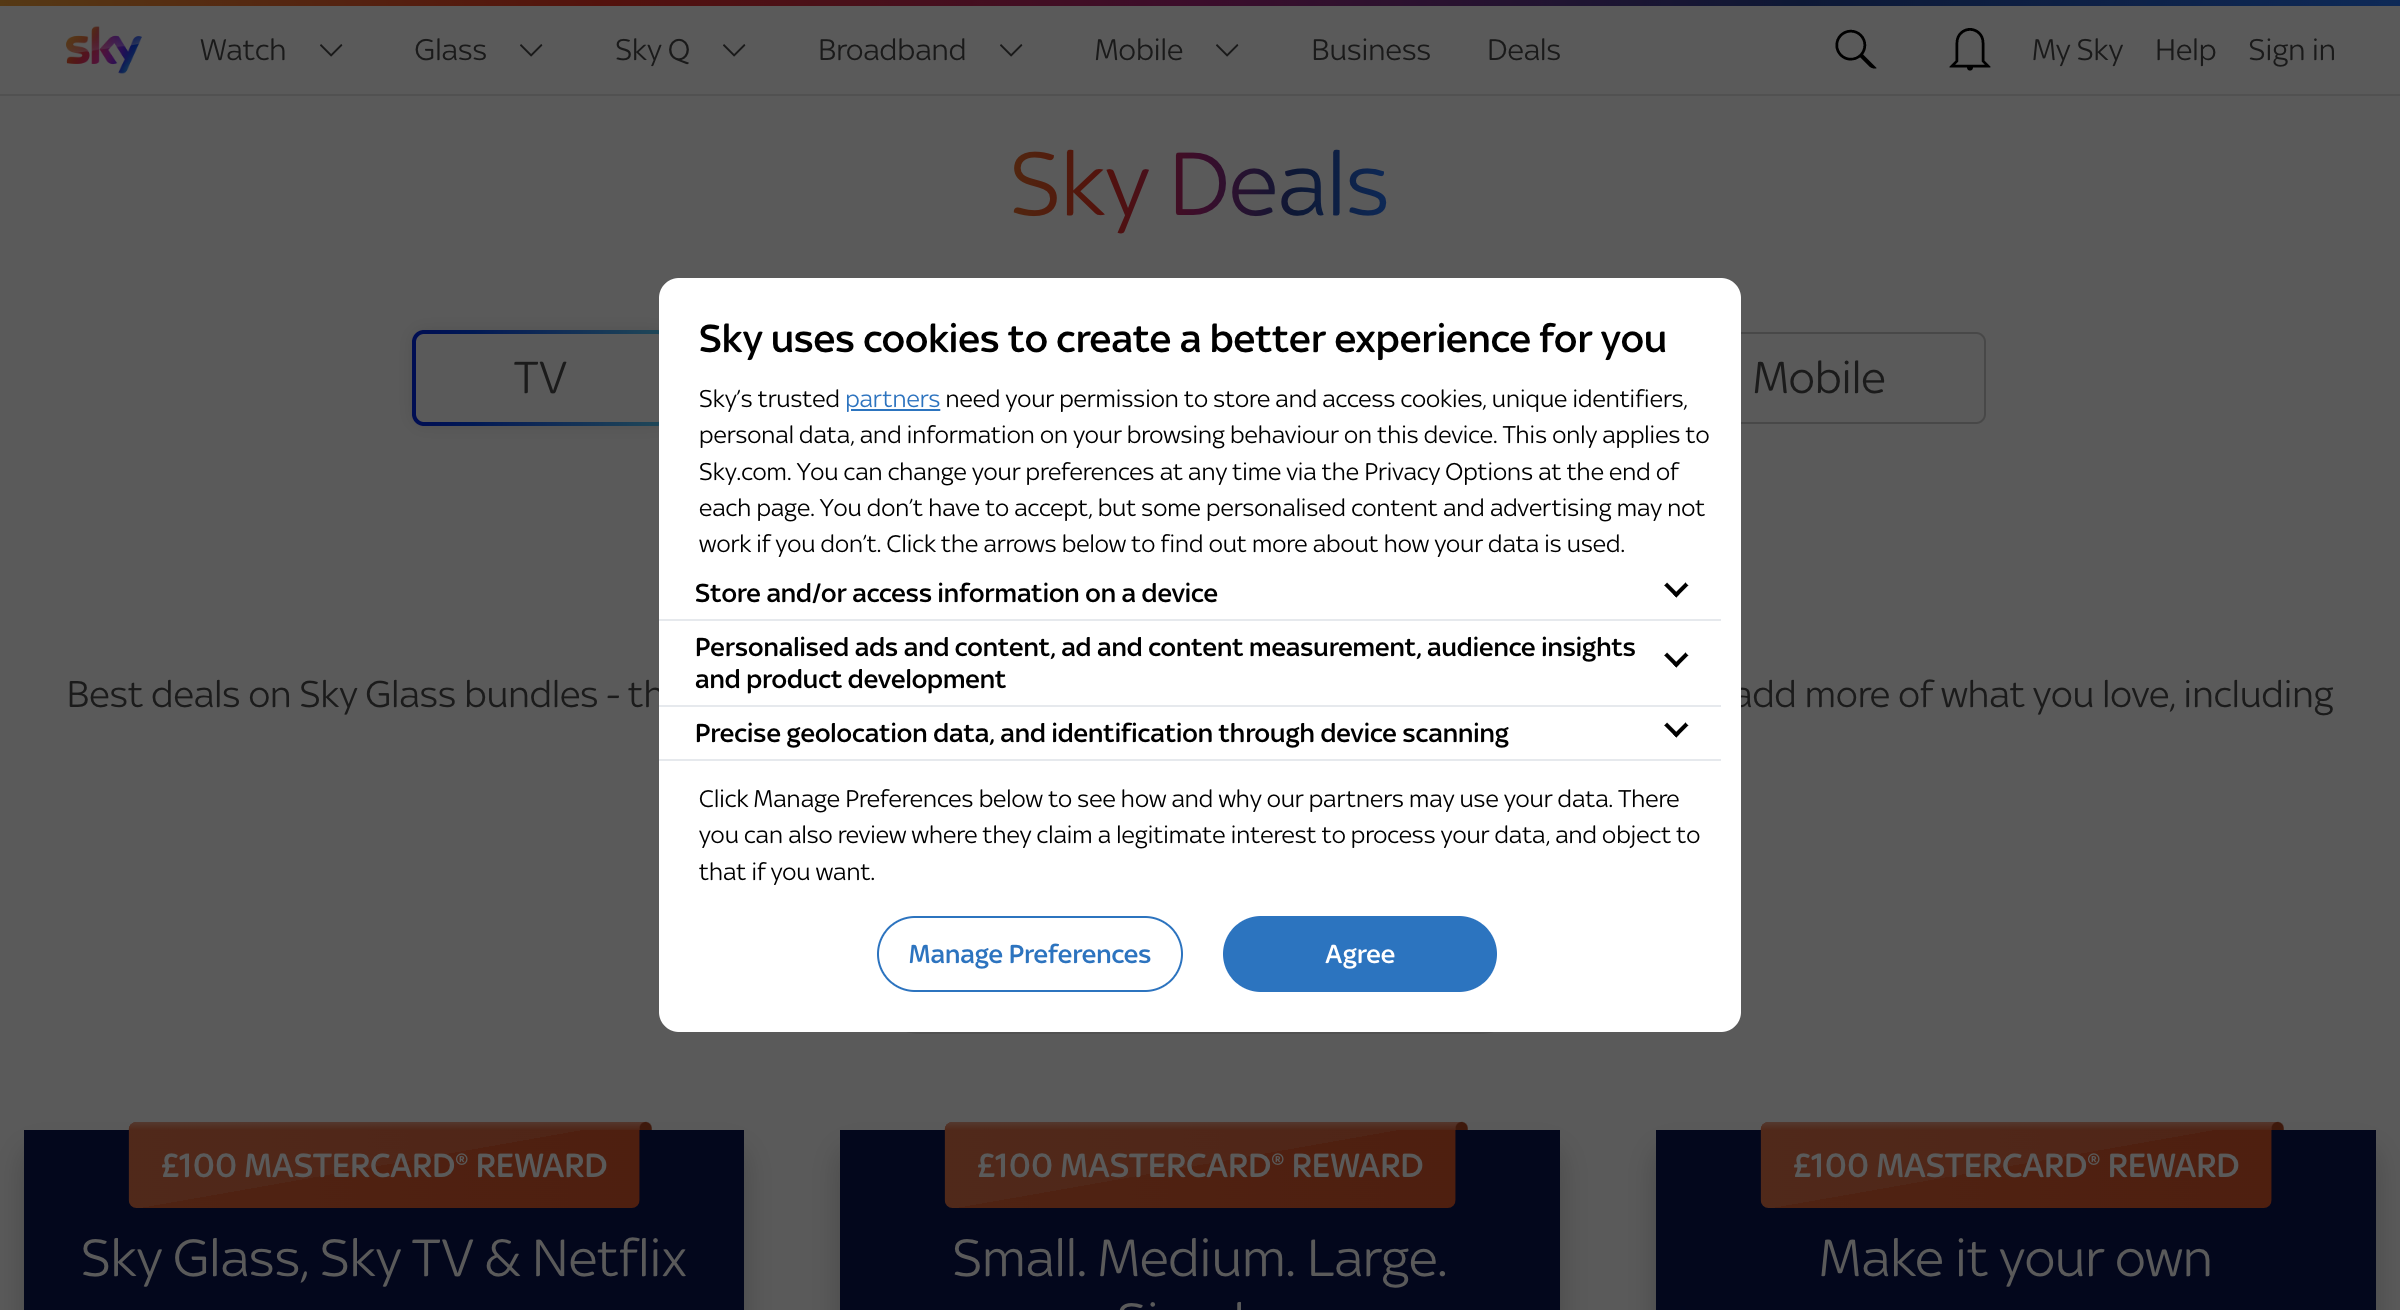 sky Watch Glass Sky Q Broadband Mobile Business Deals My Sky Help Sign in
Sky Deals
TV
Mobile
Sky uses cookies to create a better experience for you
Sky’s trusted partners need your permission to store and access cookies, unique identifiers,
personal data, and information on your browsing behaviour on this device. This only applies to
Sky.com. You can change your preferences at any time via the Privacy Options at the end of
each page. You don’t have to accept, but some personalised content and advertising may not
work if you don’t. Click the arrows below to find out more about how your data is used.
Store and/or access information on a device
Personalised ads and content, ad and content measurement, audience insights
and product development
Best deals on Sky Glass bundles - th
add more of what you love, including
Precise geolocation data, and identification through device scanning
Click Manage Preferences below to see how and why our partners may use your data. There
you can also review where they claim a legitimate interest to process your data, and object to
that if you want.
Manage Preferences
Agree
£100 MASTERCARD® REWARD
Sky Glass, Sky TV & Netflix
£100 MASTERCARD® REWARD
Small. Medium. Large.
£100 MASTERCARD® REWARD
Make it your own